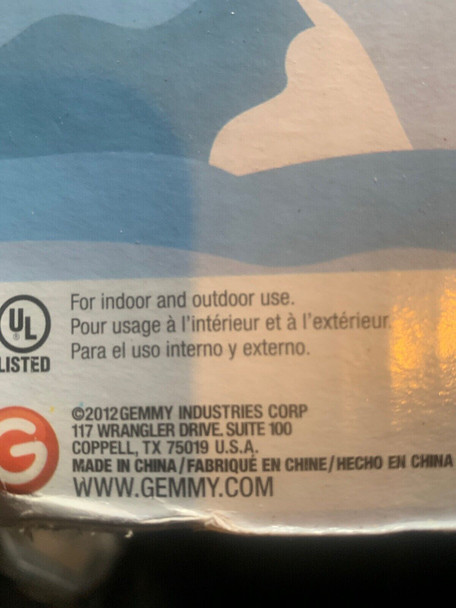 For indoor and outdoor use.
Pour usage à l'intérieur et à l'extérieur.
Para el uso interno y externo.
UL
LISTED
©2012 GEMMY INDUSTRIES CORP
117 WRANGLER DRIVE. SUITE 100
COPPELL, TX 75019 U.S.A.
MADE IN CHINA/FABRIQUÉ EN CHINE/HECHO EN CHINA
WWW.GEMMY.COM
G